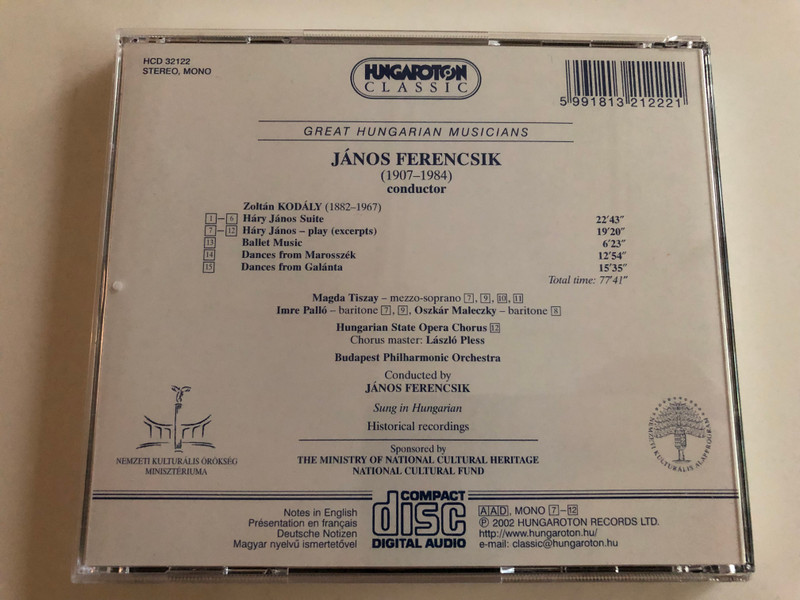 HCD 32122
STEREO, MONO
HUNGAROTON
CLASSIC
5 991813 212221
GREAT HUNGARIAN MUSICIANS
JÁNOS FERENCSIK
(1907–1984)
conductor
Zoltán KODÁLY (1882–1967)
1 – 6 Háry János Suite 22'43"
7 – 12 Háry János – play (excerpts) 19'20"
13 Ballet Music 6'23"
14 Dances from Marosszék 12'54"
15 Dances from Galánta 15'35"
Total time: 77'41"
Magda Tiszay – mezzo-soprano 7, 9, 10, 11
Imre Palló – baritone 7, 9, Oszkár Maleczky – baritone 8
Hungarian State Opera Chorus 12
Chorus master: László Pless
Budapest Philharmonic Orchestra
Conducted by
JÁNOS FERENCSIK
Sung in Hungarian
Historical recordings
Sponsored by
THE MINISTRY OF NATIONAL CULTURAL HERITAGE
NATIONAL CULTURAL FUND
NEMZETI KULTURÁLIS ÖRÖKSÉG
MINISZTÉRIUMA
NEMZETI KULTURÁLIS ALAPPROGRAM
Notes in English
Présentation en français
Deutsche Notizen
Magyar nyelvű ismertetővel
COMPACT
disc
DIGITAL AUDIO
AAD, MONO 7–12
℗ 2002 HUNGAROTON RECORDS LTD.
http://www.hungaroton.hu/
e-mail: classic@hungaroton.hu